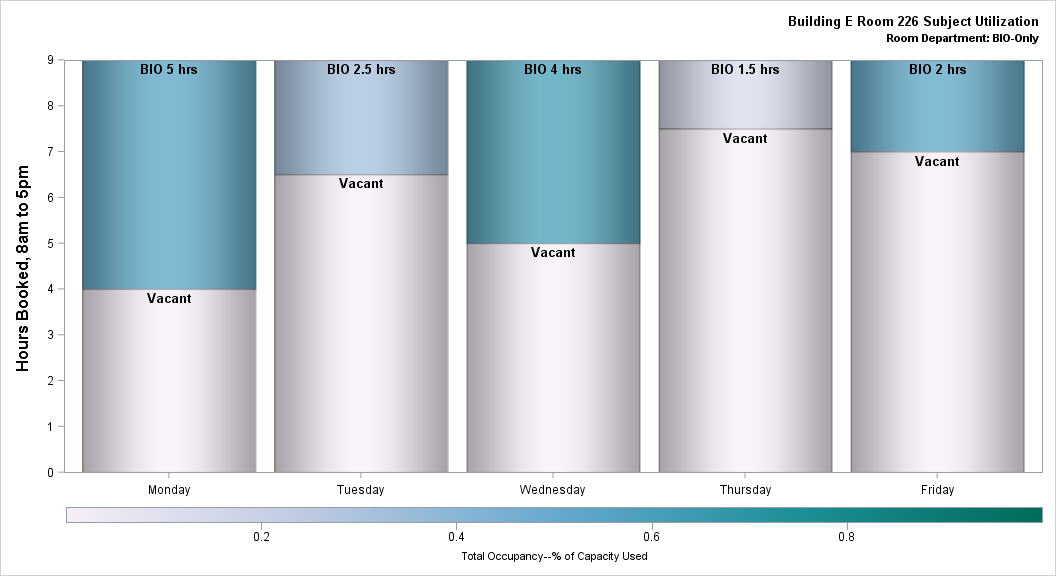 Building E Room 226 Subject Utilization
Room Department: BIO-Only
Hours Booked, 8am to 5pm
9
8
7
6
5
4
3
2
1
0
BIO 5 hrs
BIO 2.5 hrs
BIO 4 hrs
BIO 1.5 hrs
BIO 2 hrs
Vacant
Vacant
Vacant
Vacant
Vacant
Monday
Tuesday
Wednesday
Thursday
Friday
0.2
0.4
0.6
0.8
Total Occupancy--% of Capacity Used